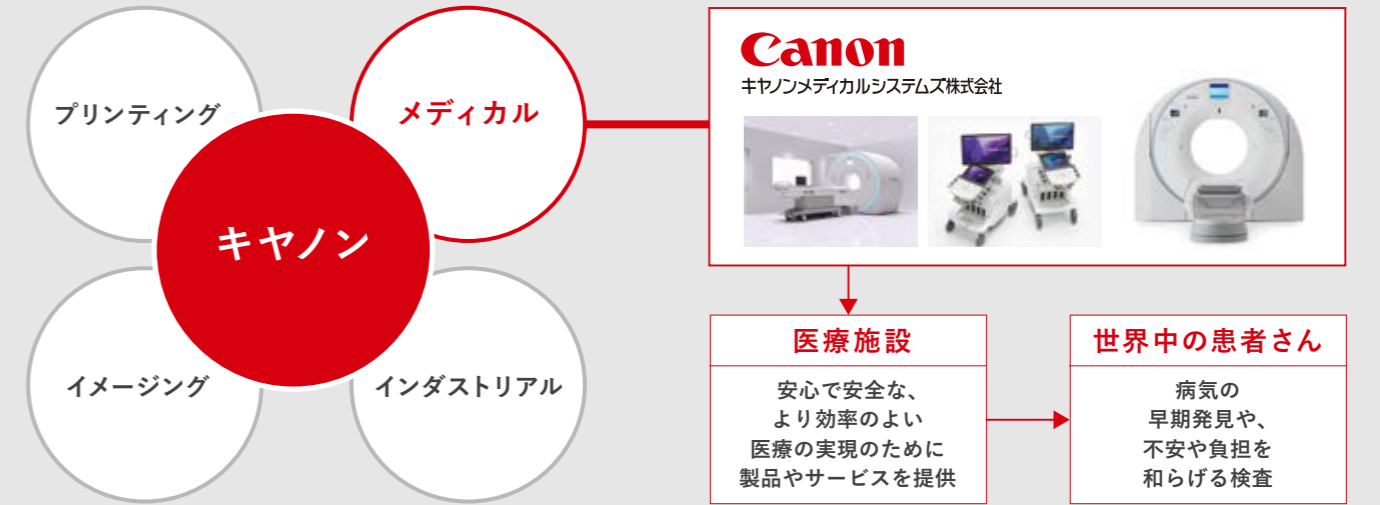 プリンティング
メディカル
キヤノン
イメージング
インダストリアル
Canon
キヤノンメディカルシステムズ株式会社
医療施設
安心で安全な、
より効率のよい
医療の実現のために
製品やサービスを提供
世界中の患者さん
病気の
早期発見や、
不安や負担を
和らげる検査